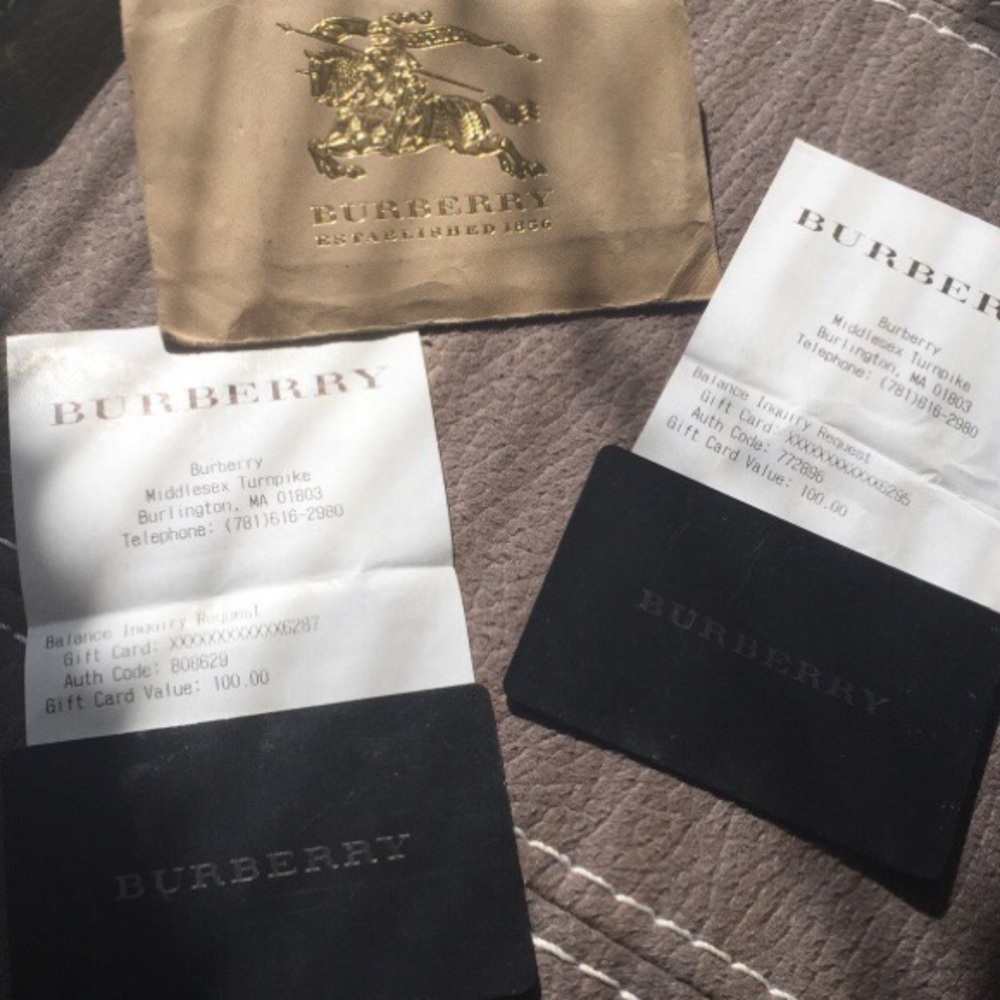 BURBERRY
ESTABLISHED 1856
BURBERRY
Burberry
Middlesex Turnpike
Burlington, MA 01803
Telephone: (781)616-2980
Balance Inquiry Request
Gift Card: XXXXXXXXXXXX6287
Auth Code: 808629
Gift Card Value: 100.00
BURBERRY
BURBER
Burberry
Middlesex Turnpike
Burlington, MA 01803
Telephone: (781)616-2980
Balance Inquiry Request
Gift Card: XXXXXXXXXXXX6295
Auth Code: 772896
Gift Card Value: 100.00
BURBERRY